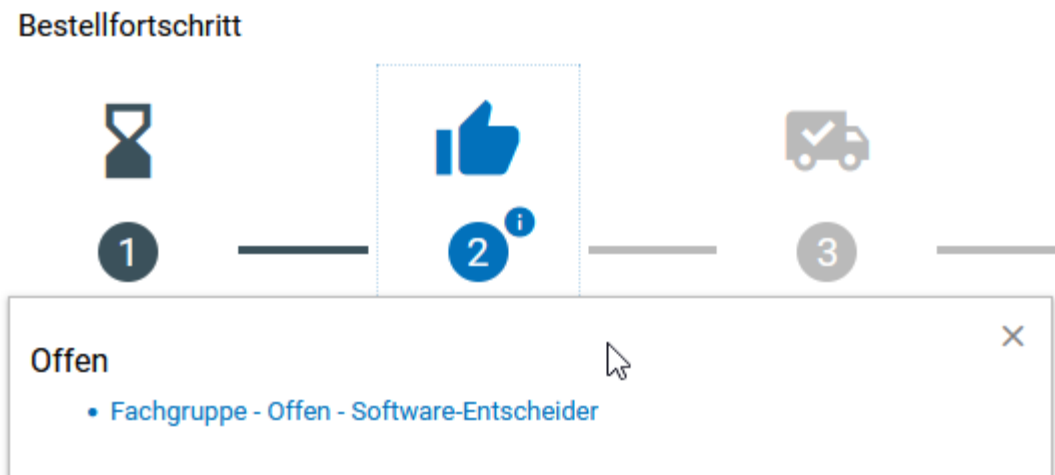 Bestellfortschritt
1
2
i
3
Offen
Fachgruppe - Offen - Software-Entscheider